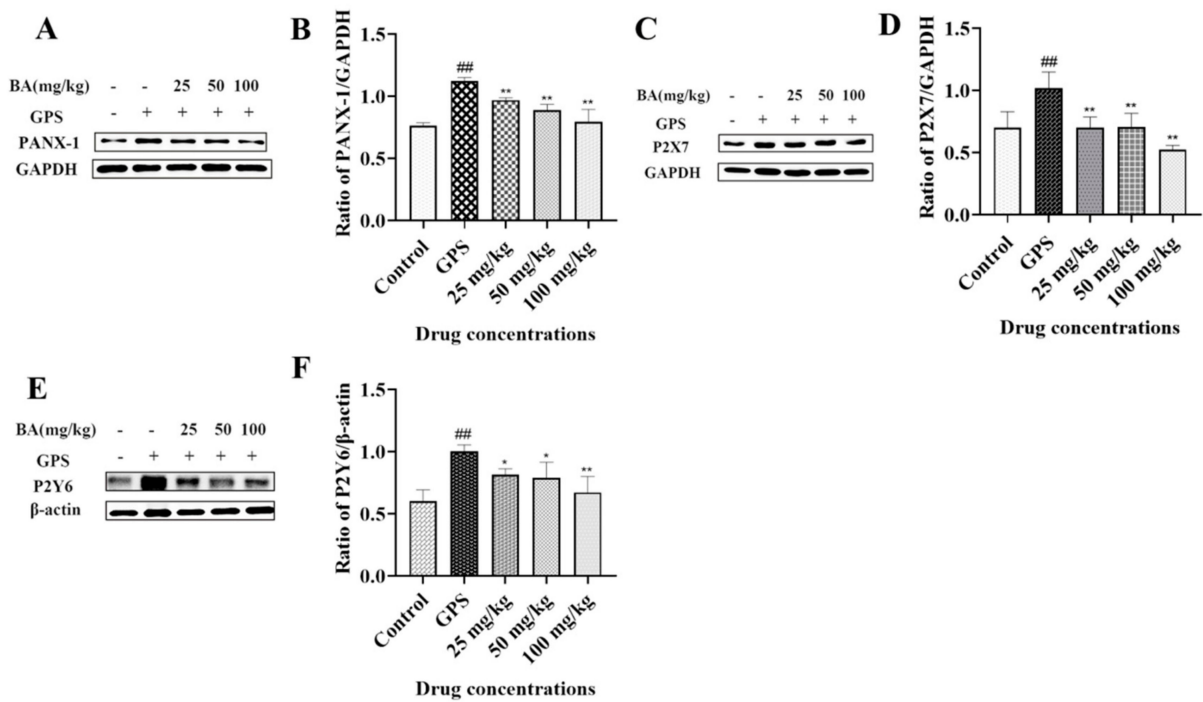 A
BA(mg/kg) - - 25 50 100
GPS - + + + +
PANX-1
GAPDH
B
Ratio of PANX-1/GAPDH
1.5
1.0
0.5
0.0
##
**
**
**
Control
GPS
25 mg/kg
50 mg/kg
100 mg/kg
Drug concentrations
C
BA(mg/kg) - - 25 50 100
GPS - + + + +
P2X7
GAPDH
D
Ratio of P2X7/GAPDH
1.5
1.0
0.5
0.0
##
**
**
**
Control
GPS
25 mg/kg
50 mg/kg
100 mg/kg
Drug concentrations
E
BA(mg/kg) - - 25 50 100
GPS - + + + +
P2Y6
β-actin
F
Ratio of P2Y6/β-actin
1.5
1.0
0.5
0.0
##
*
*
**
Control
GPS
25 mg/kg
50 mg/kg
100 mg/kg
Drug concentrations